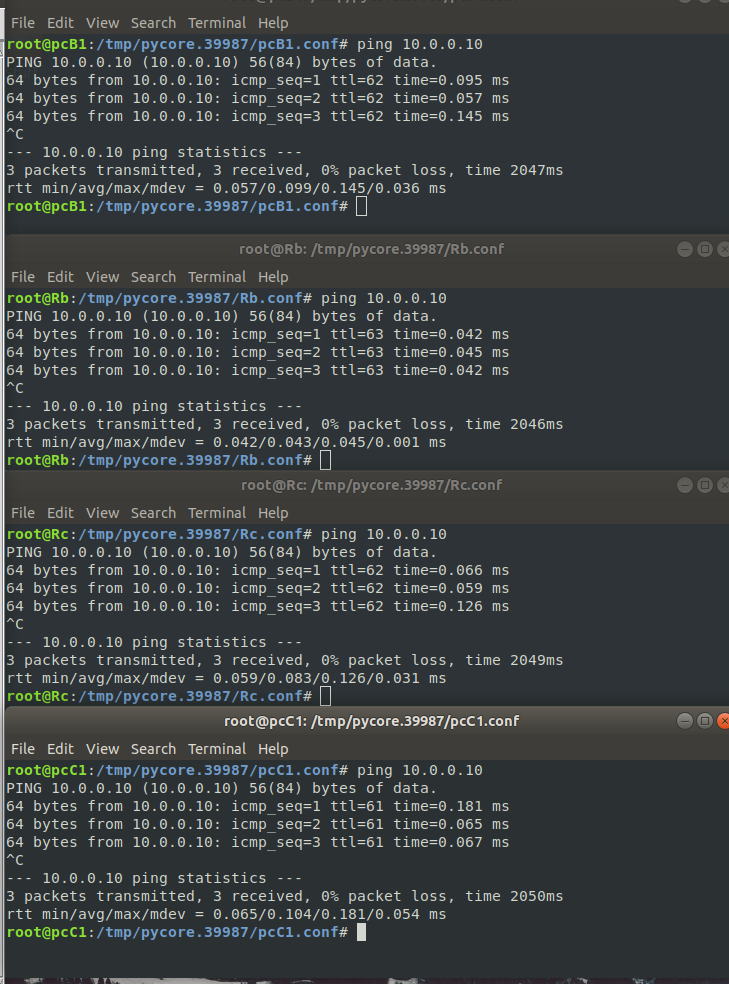 File Edit View Search Terminal Help
root@pcB1:/tmp/pycore.39987/pcB1.conf# ping 10.0.0.10
PING 10.0.0.10 (10.0.0.10) 56(84) bytes of data.
64 bytes from 10.0.0.10: icmp_seq=1 ttl=62 time=0.095 ms
64 bytes from 10.0.0.10: icmp_seq=2 ttl=62 time=0.057 ms
64 bytes from 10.0.0.10: icmp_seq=3 ttl=62 time=0.145 ms
^C
--- 10.0.0.10 ping statistics ---
3 packets transmitted, 3 received, 0% packet loss, time 2047ms
rtt min/avg/max/mdev = 0.057/0.099/0.145/0.036 ms
root@pcB1:/tmp/pycore.39987/pcB1.conf#
root@Rb: /tmp/pycore.39987/Rb.conf
File Edit View Search Terminal Help
root@Rb:/tmp/pycore.39987/Rb.conf# ping 10.0.0.10
PING 10.0.0.10 (10.0.0.10) 56(84) bytes of data.
64 bytes from 10.0.0.10: icmp_seq=1 ttl=63 time=0.042 ms
64 bytes from 10.0.0.10: icmp_seq=2 ttl=63 time=0.045 ms
64 bytes from 10.0.0.10: icmp_seq=3 ttl=63 time=0.042 ms
^C
--- 10.0.0.10 ping statistics ---
3 packets transmitted, 3 received, 0% packet loss, time 2046ms
rtt min/avg/max/mdev = 0.042/0.043/0.045/0.001 ms
root@Rb:/tmp/pycore.39987/Rb.conf#
root@Rc: /tmp/pycore.39987/Rc.conf
File Edit View Search Terminal Help
root@Rc:/tmp/pycore.39987/Rc.conf# ping 10.0.0.10
PING 10.0.0.10 (10.0.0.10) 56(84) bytes of data.
64 bytes from 10.0.0.10: icmp_seq=1 ttl=62 time=0.066 ms
64 bytes from 10.0.0.10: icmp_seq=2 ttl=62 time=0.059 ms
64 bytes from 10.0.0.10: icmp_seq=3 ttl=62 time=0.126 ms
^C
--- 10.0.0.10 ping statistics ---
3 packets transmitted, 3 received, 0% packet loss, time 2049ms
rtt min/avg/max/mdev = 0.059/0.083/0.126/0.031 ms
root@Rc:/tmp/pycore.39987/Rc.conf#
root@pcC1: /tmp/pycore.39987/pcC1.conf
File Edit View Search Terminal Help
root@pcC1:/tmp/pycore.39987/pcC1.conf# ping 10.0.0.10
PING 10.0.0.10 (10.0.0.10) 56(84) bytes of data.
64 bytes from 10.0.0.10: icmp_seq=1 ttl=61 time=0.181 ms
64 bytes from 10.0.0.10: icmp_seq=2 ttl=61 time=0.065 ms
64 bytes from 10.0.0.10: icmp_seq=3 ttl=61 time=0.067 ms
^C
--- 10.0.0.10 ping statistics ---
3 packets transmitted, 3 received, 0% packet loss, time 2050ms
rtt min/avg/max/mdev = 0.065/0.104/0.181/0.054 ms
root@pcC1:/tmp/pycore.39987/pcC1.conf#